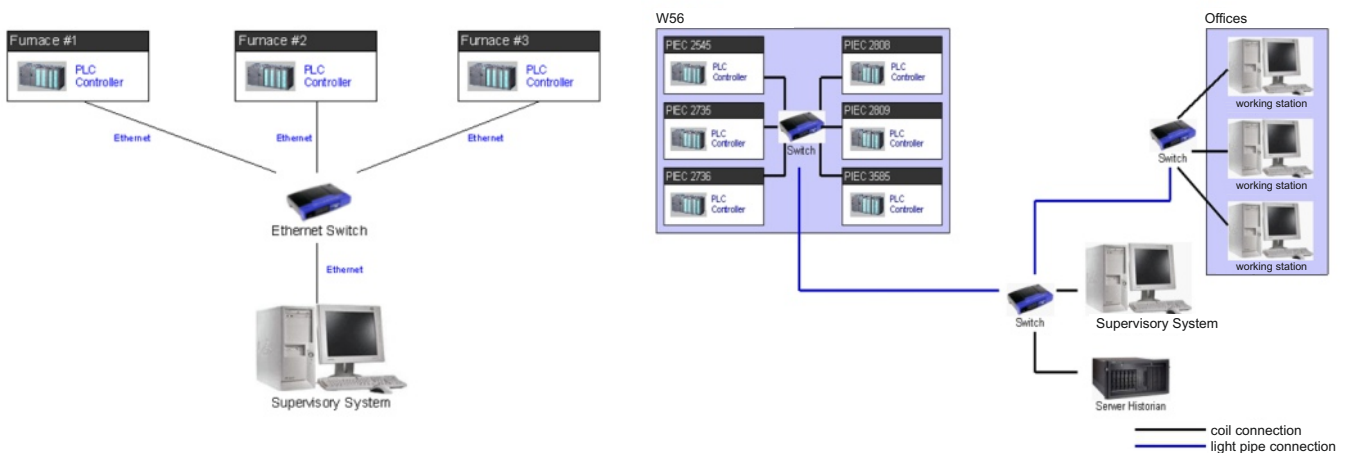 Furnace #1
PLC
Controller
Furnace #2
PLC
Controller
Furnace #3
PLC
Controller
Ethernet
Ethernet
Ethernet
Ethernet Switch
Ethernet
Supervisory System
W56
PIEC 2545
PLC
Controller
PIEC 2808
PLC
Controller
PIEC 2735
PLC
Controller
PIEC 2809
PLC
Controller
Switch
PIEC 2736
PLC
Controller
PIEC 3585
PLC
Controller
Offices
working station
Switch
working station
working station
Switch
Supervisory System
Serwer Historian
coil connection
light pipe connection